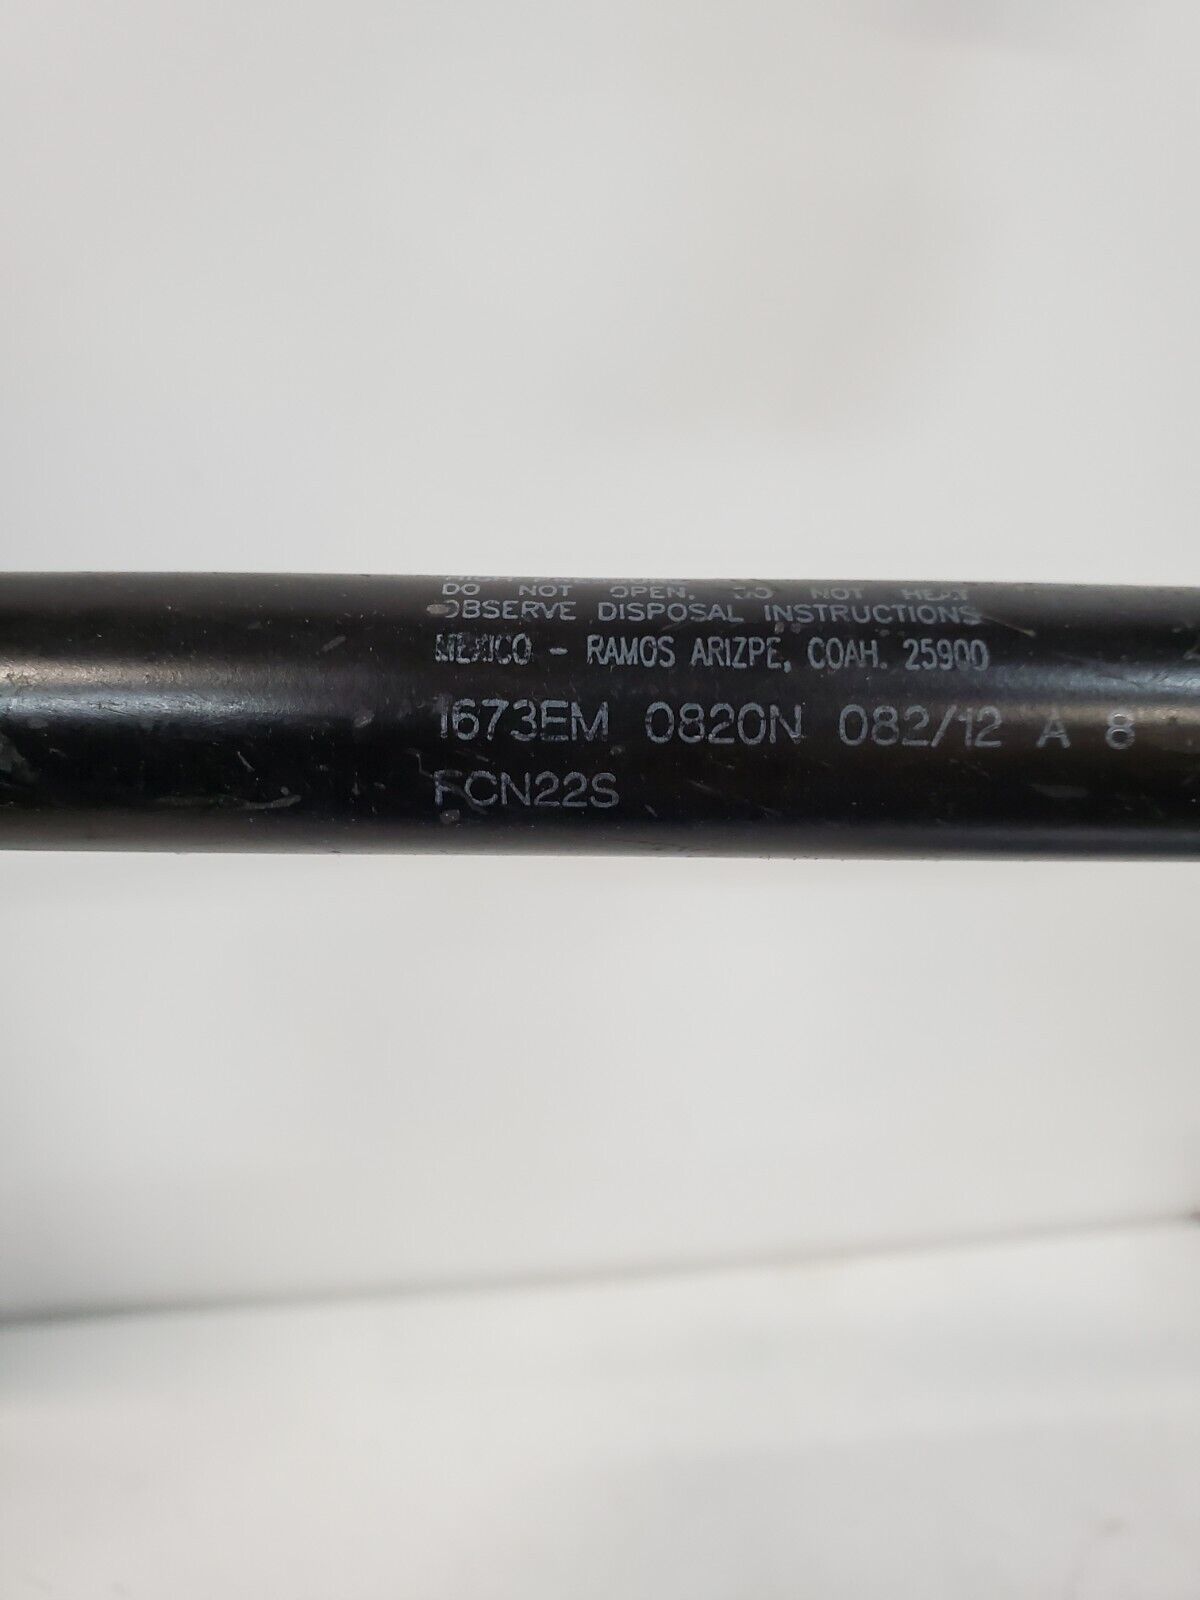 DO NOT OPEN. DO NOT HEAT
OBSERVE DISPOSAL INSTRUCTIONS
MEXICO - RAMOS ARIZPE, COAH. 25900
1673EM 0820N 082/12 A 8
FCN22S